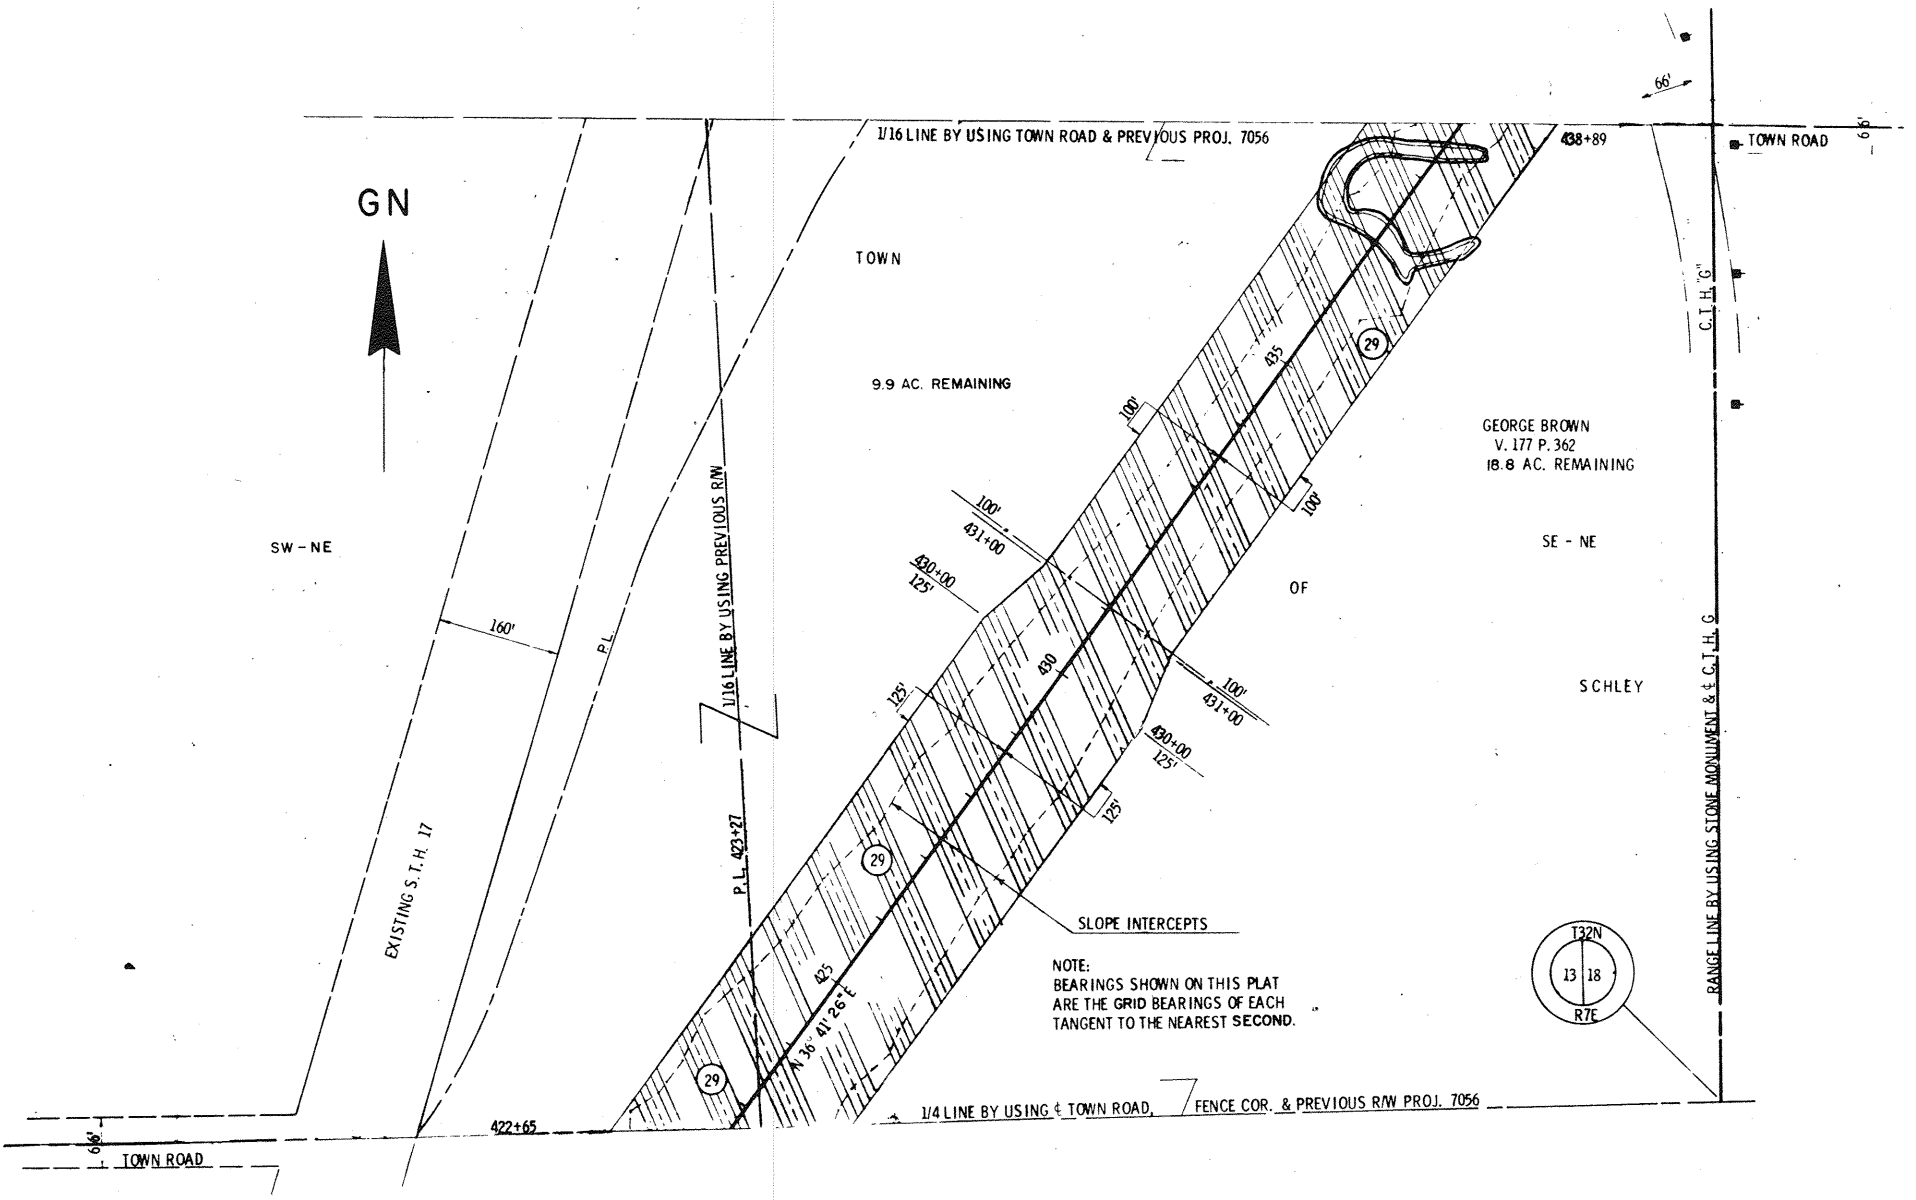 66'
1/16 LINE BY USING TOWN ROAD & PREVIOUS PROJ. 7056
438+89
TOWN ROAD
66'
GN
TOWN
C.T.H. "G"
29
435
9.9 AC. REMAINING
100'
GEORGE BROWN
V. 177 P. 362
18.8 AC. REMAINING
100'
1/16 LINE BY USING PREVIOUS R/W
100'
431+00
SW - NE
SE - NE
430+00
125'
OF
160'
P.L.
430
125'
100'
431+00
SCHLEY
430+00
125'
125'
RANGE LINE BY USING STONE MONUMENT & ℄ C.T.H. G
EXISTING S.T.H. 17
P.L. 423+27
29
SLOPE INTERCEPTS
425
N 36° 41' 26" E
NOTE:
BEARINGS SHOWN ON THIS PLAT
ARE THE GRID BEARINGS OF EACH
TANGENT TO THE NEAREST SECOND.
T32N
13 18
R7E
29
1/4 LINE BY USING ℄ TOWN ROAD, FENCE COR. & PREVIOUS R/W PROJ. 7056
422+65
66'
TOWN ROAD